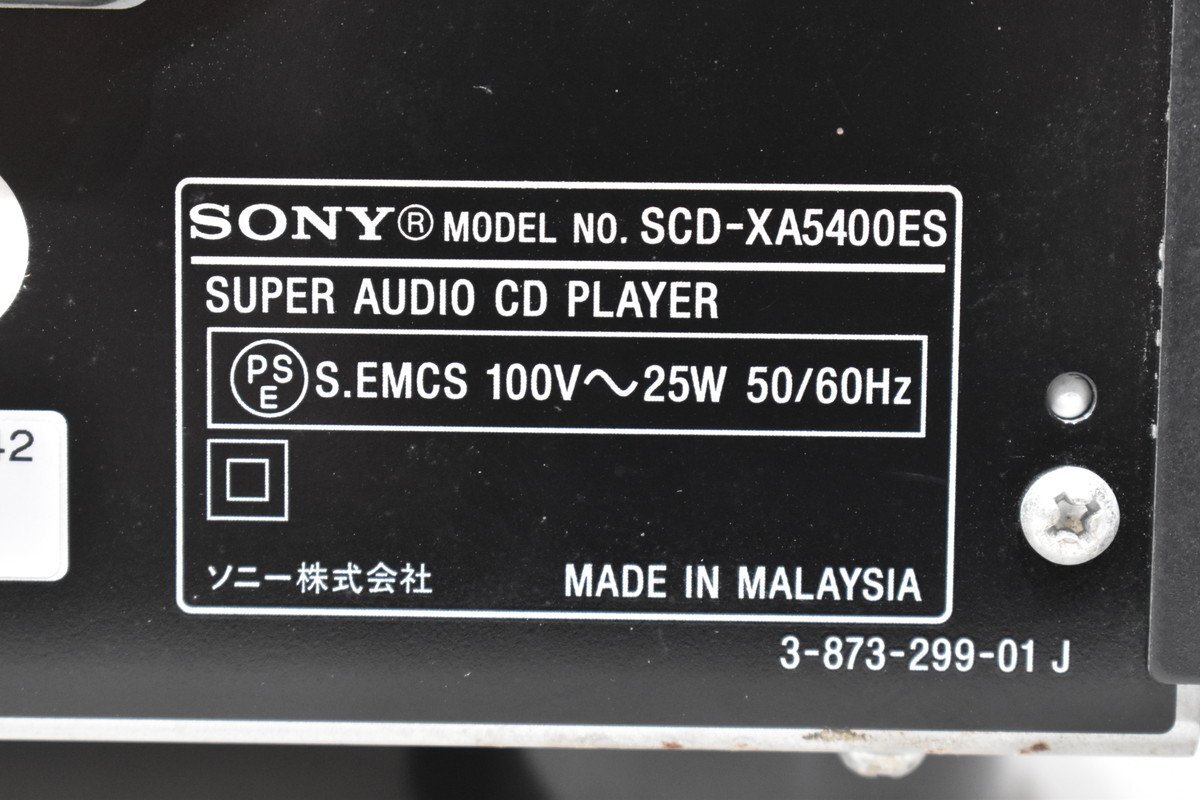 SONY® MODEL NO. SCD-XA5400ES
SUPER AUDIO CD PLAYER
PSE S.EMCS 100V～25W 50/60Hz
42
ソニー株式会社 MADE IN MALAYSIA
3-873-299-01 J